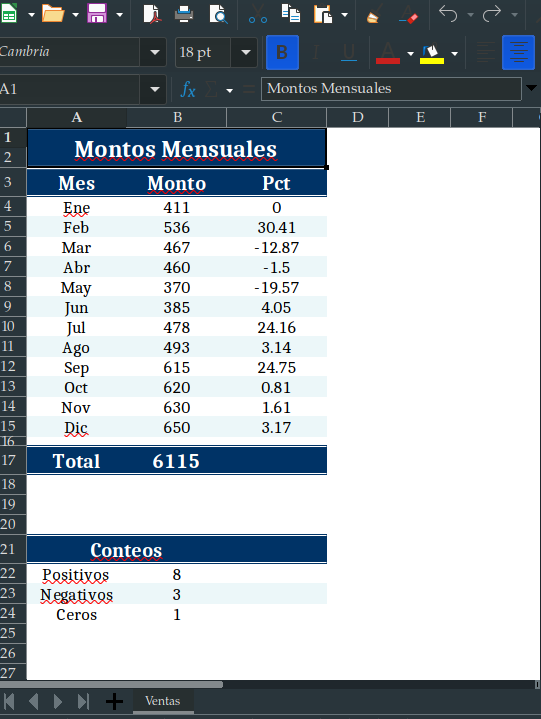 Cambria 18 pt B I U A
A1 fx Σ Montos Mensuales
A B C D E F
1 Montos Mensuales
2
3 Mes Monto Pct
4 Ene 411 0
5 Feb 536 30.41
6 Mar 467 -12.87
7 Abr 460 -1.5
8 May 370 -19.57
9 Jun 385 4.05
10 Jul 478 24.16
11 Ago 493 3.14
12 Sep 615 24.75
13 Oct 620 0.81
14 Nov 630 1.61
15 Dic 650 3.17
16
17 Total 6115
18
19
20
21 Conteos
22 Positivos 8
23 Negativos 3
24 Ceros 1
25
26
27
Ventas